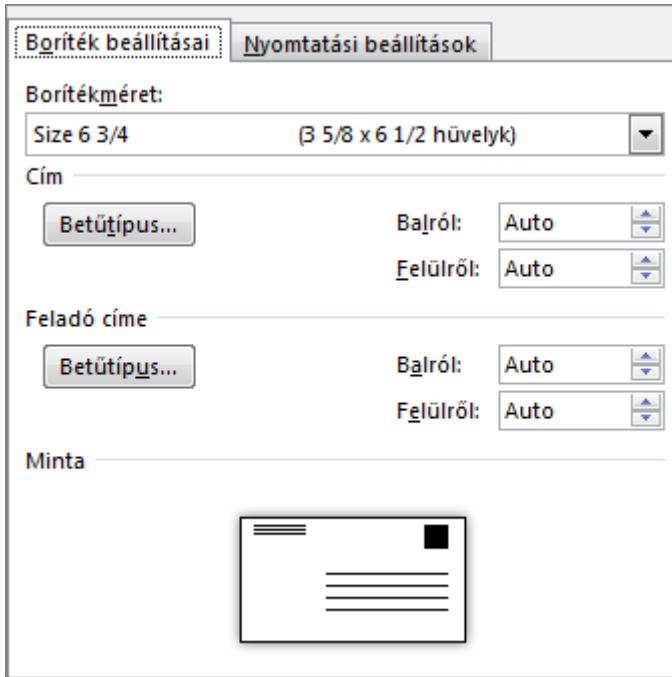 Boríték beállításai Nyomtatási beállítások
Borítékméret:
Size 6 3/4 (3 5/8 x 6 1/2 hüvelyk)
Cím
Betűtípus... Balról: Auto
Felülről: Auto
Feladó címe
Betűtípus... Balról: Auto
Felülről: Auto
Minta